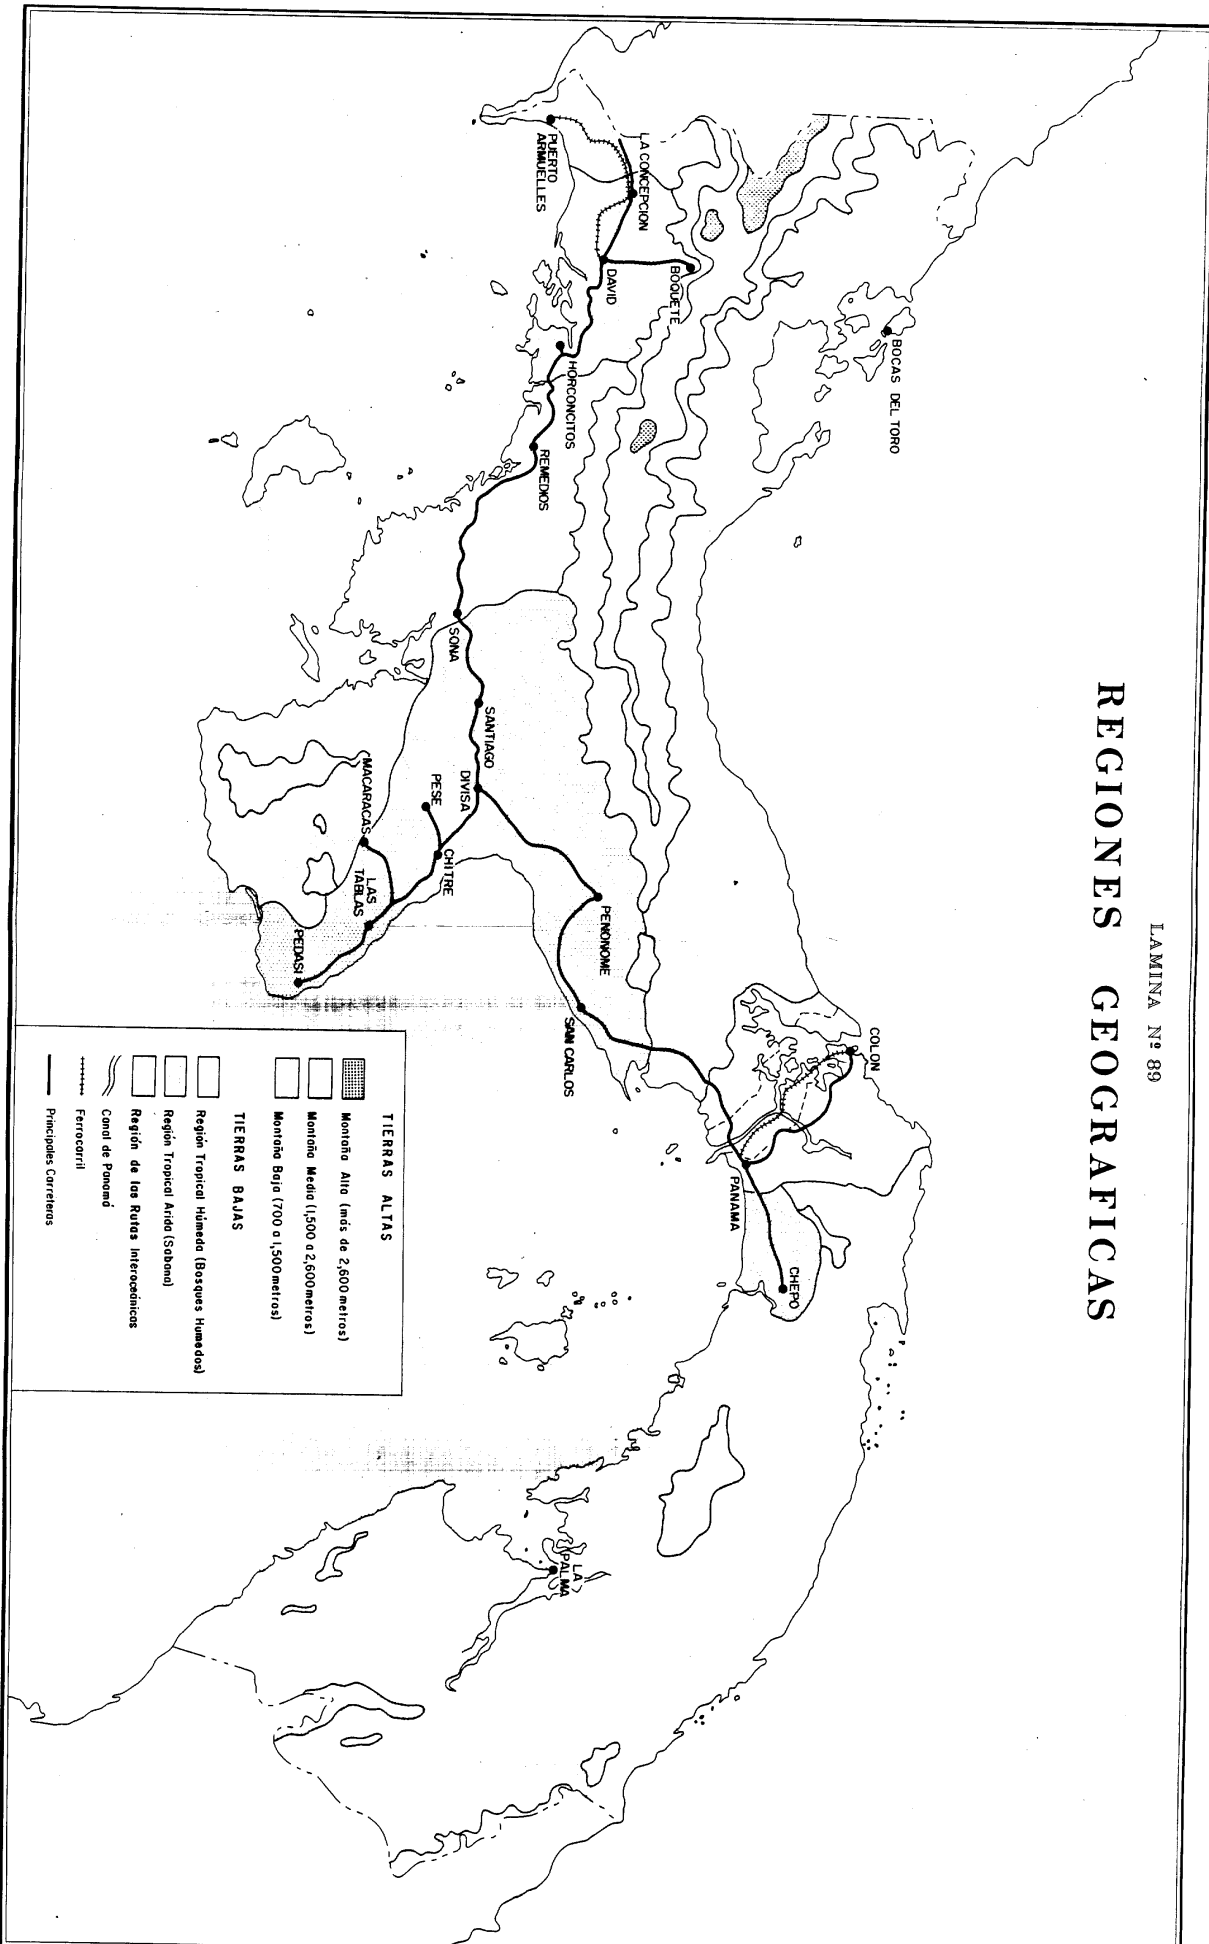 LAMINA Nº 89
REGIONES GEOGRAFICAS
BOCAS DEL TORO
COLON
BOQUETE
LA CONCEPCION
DAVID
PUERTO
ARMUELLES
HORCONCITOS
REMEDIOS
SONA
SANTIAGO
DIVISA
PESE
CHITRE
MACARACAS
LAS
TABLAS
PEDASI
PENONOME
SAN CARLOS
PANAMA
CHEPO
LA
PALMA
TIERRAS ALTAS
Montaña Alta (más de 2,600 metros)
Montaña Media (1,500 a 2,600 metros)
Montaña Baja (700 a 1,500 metros)
TIERRAS BAJAS
Región Tropical Húmeda (Bosques Humedos)
Región Tropical Arida (Sabana)
Región de las Rutas Interoceánicas
Canal de Panamá
Ferrocarril
Principales Carreteras